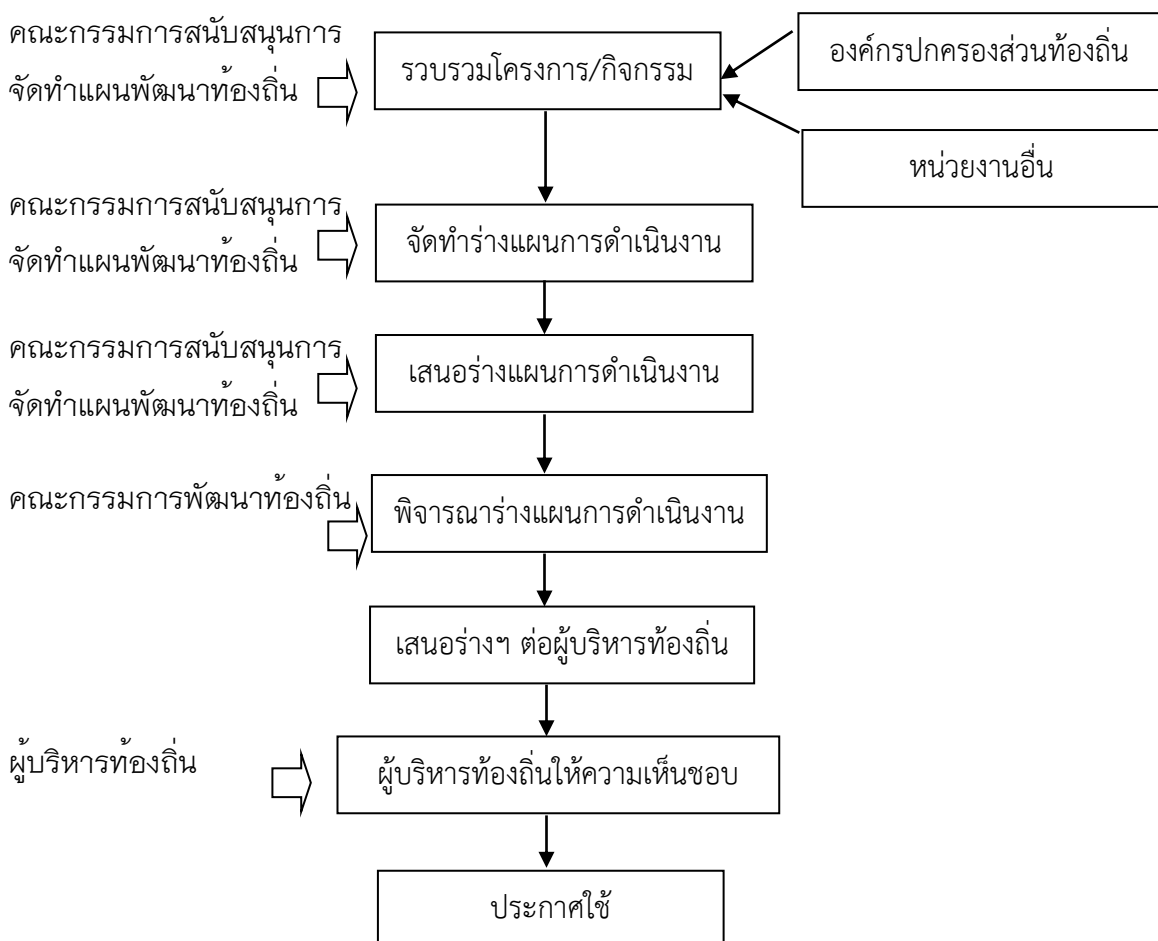 คณะกรรมการสนับสนุนการ
จัดทำแผนพัฒนาท้องถิ่น
รวบรวมโครงการ/กิจกรรม
องค์กรปกครองส่วนท้องถิ่น
หน่วยงานอื่น
คณะกรรมการสนับสนุนการ
จัดทำแผนพัฒนาท้องถิ่น
จัดทำร่างแผนการดำเนินงาน
คณะกรรมการสนับสนุนการ
จัดทำแผนพัฒนาท้องถิ่น
เสนอร่างแผนการดำเนินงาน
คณะกรรมการพัฒนาท้องถิ่น
พิจารณาร่างแผนการดำเนินงาน
เสนอร่างฯ ต่อผู้บริหารท้องถิ่น
ผู้บริหารท้องถิ่น
ผู้บริหารท้องถิ่นให้ความเห็นชอบ
ประกาศใช้